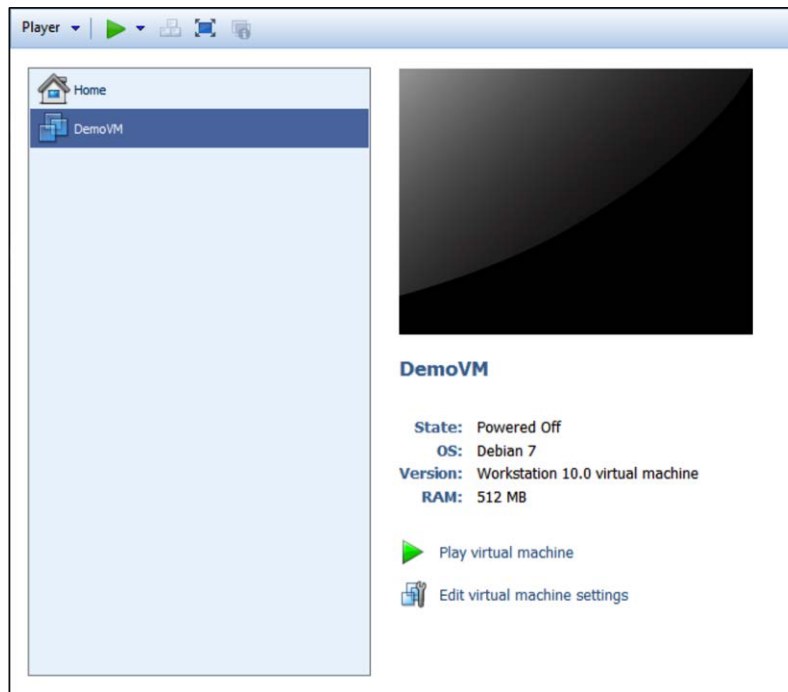 Player
Home
DemoVM
DemoVM
State: Powered Off
OS: Debian 7
Version: Workstation 10.0 virtual machine
RAM: 512 MB
Play virtual machine
Edit virtual machine settings